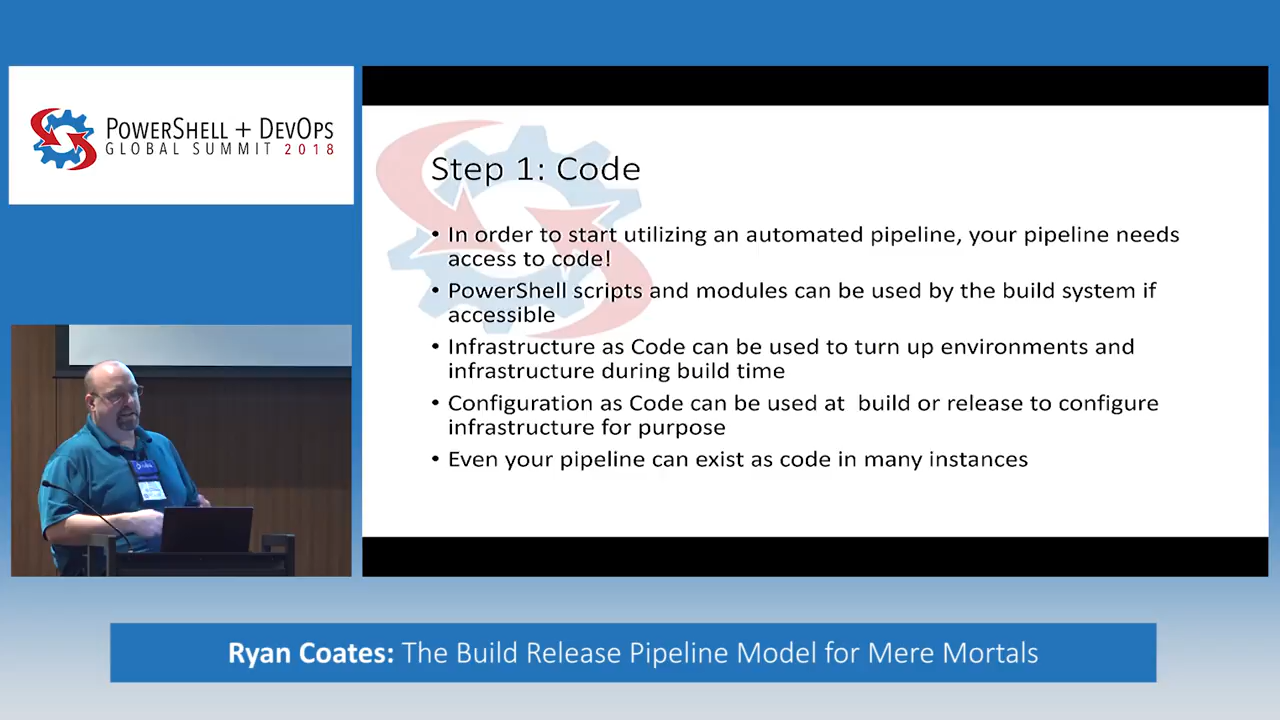 POWERSHELL + DEVOPS
GLOBAL SUMMIT 2018
Step 1: Code
• In order to start utilizing an automated pipeline, your pipeline needs
access to code!
• PowerShell scripts and modules can be used by the build system if
accessible
• Infrastructure as Code can be used to turn up environments and
infrastructure during build time
• Configuration as Code can be used at  build or release to configure
infrastructure for purpose
• Even your pipeline can exist as code in many instances
Ryan Coates: The Build Release Pipeline Model for Mere Mortals